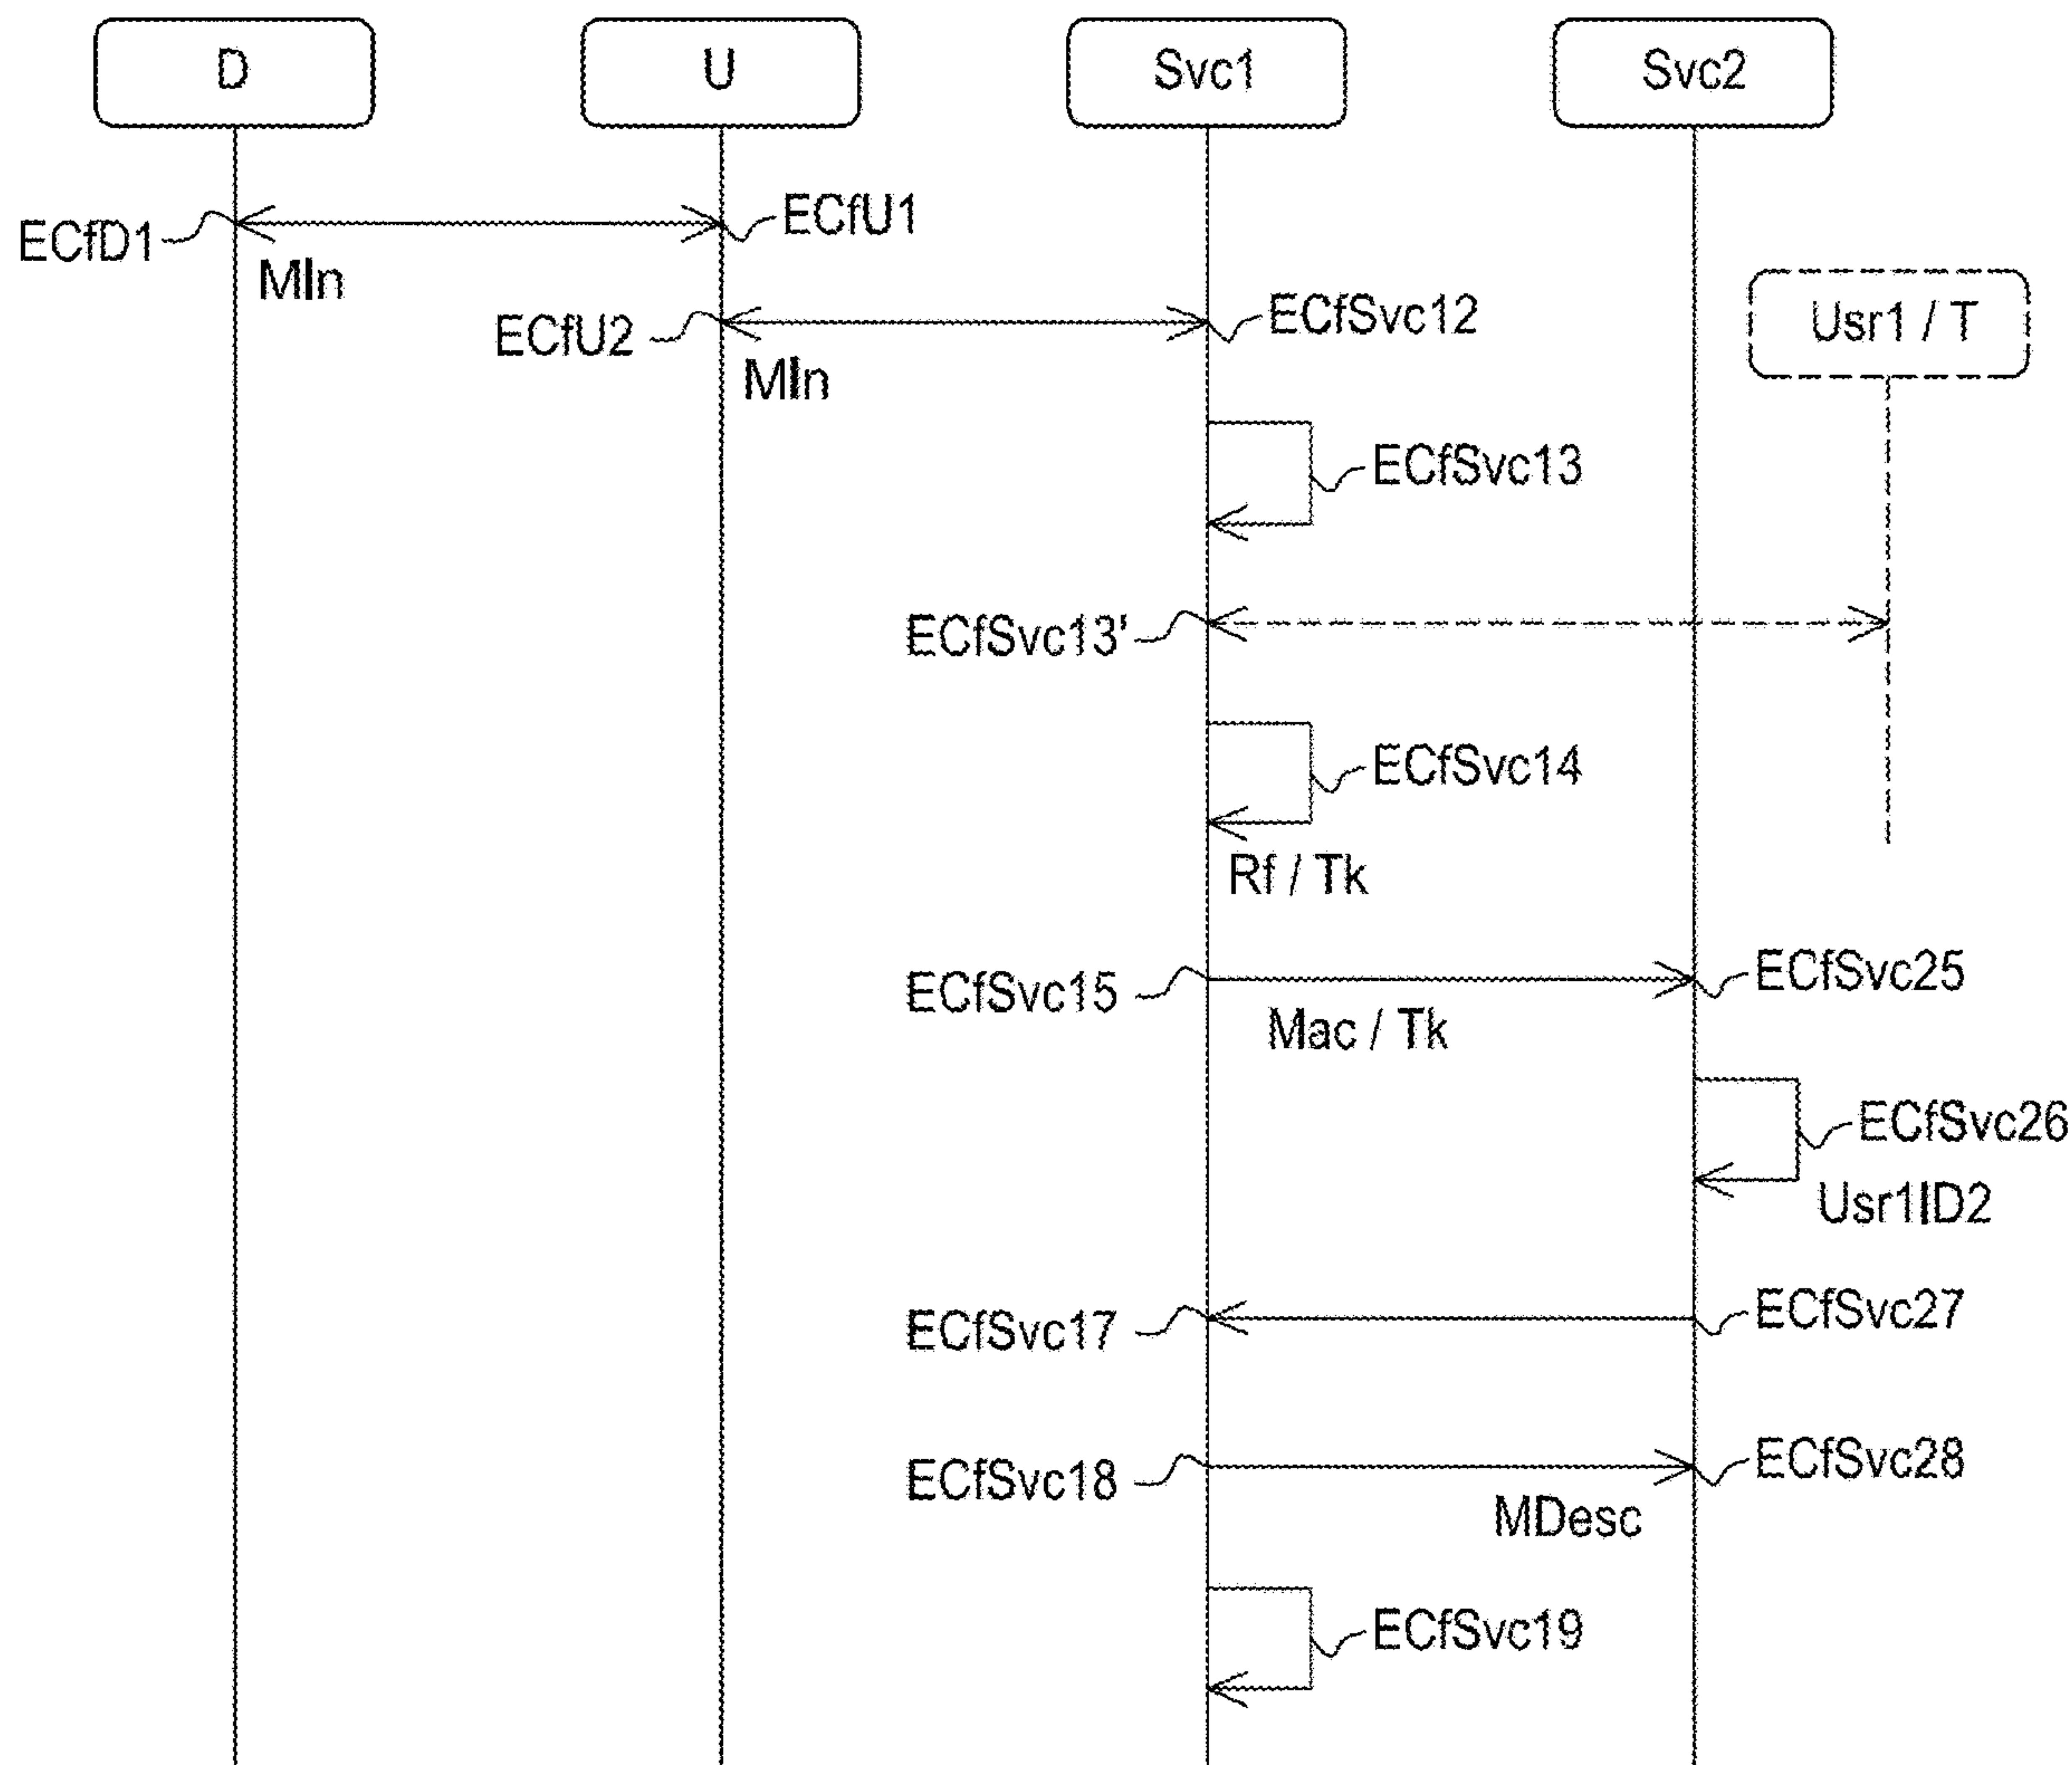 D
U
Svc1
Svc2
ECfD1
ECfU1
MIn
ECfU2
ECfSvc12
MIn
Usr1 / T
ECfSvc13
ECfSvc13'
ECfSvc14
Rf / Tk
ECfSvc15
ECfSvc25
Mac / Tk
ECfSvc26
Usr1ID2
ECfSvc17
ECfSvc27
ECfSvc18
ECfSvc28
MDesc
ECfSvc19